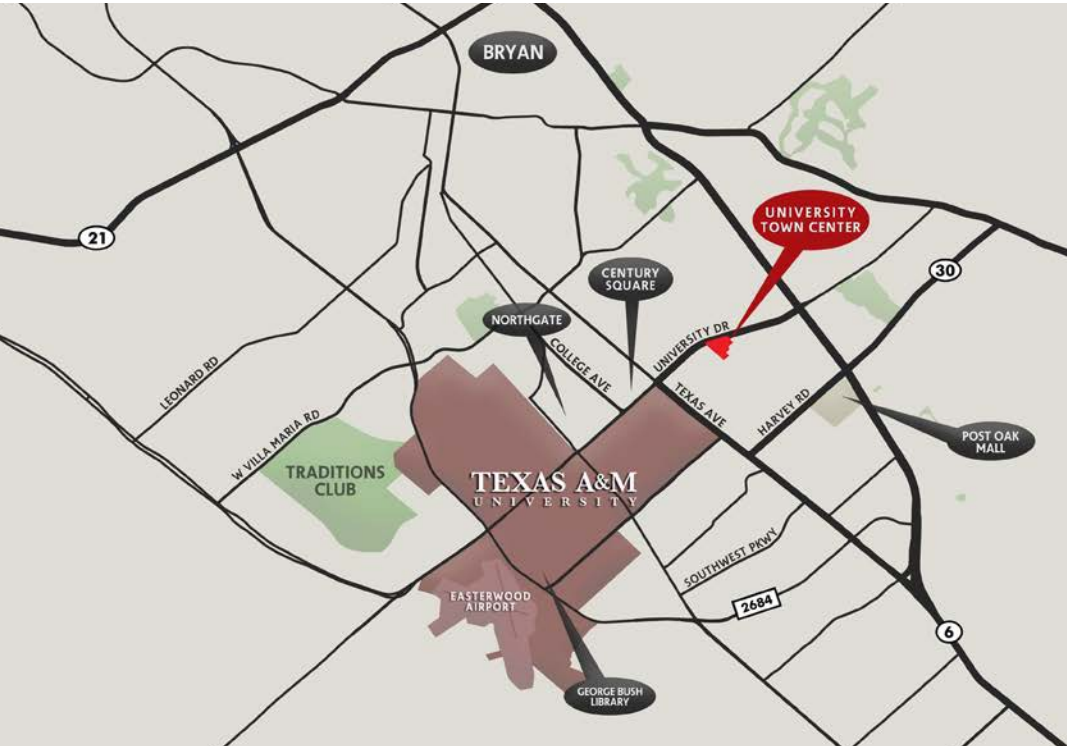 BRYAN
UNIVERSITY
TOWN CENTER
21
CENTURY
SQUARE
30
NORTHGATE
UNIVERSITY DR
COLLEGE AVE
LEONARD RD
TEXAS AVE
HARVEY RD
W VILLA MARIA RD
POST OAK
MALL
TRADITIONS
CLUB
TEXAS A&M
UNIVERSITY
SOUTHWEST PKWY
EASTERWOOD
AIRPORT
2684
6
GEORGE BUSH
LIBRARY